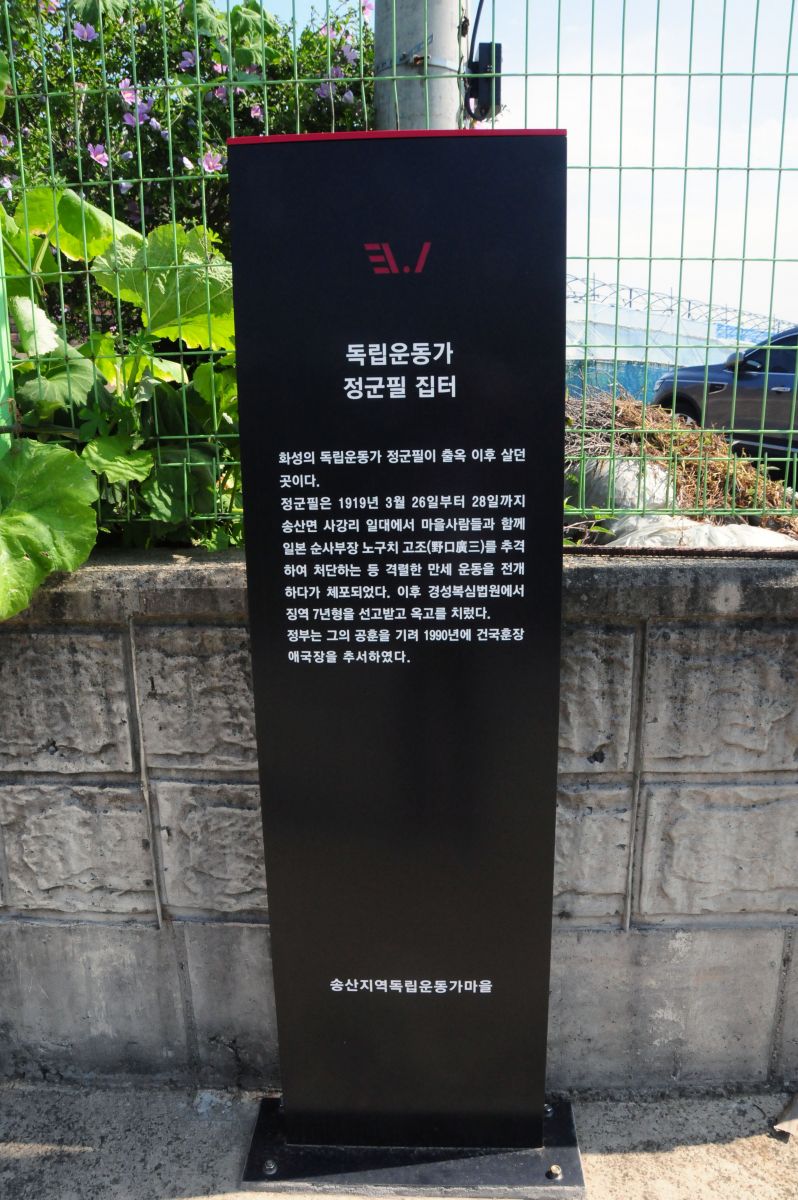 독립운동가
정군필 집터
화성의 독립운동가 정군필이 출옥 이후 살던
곳이다.
정군필은 1919년 3월 26일부터 28일까지
송산면 사강리 일대에서 마을사람들과 함께
일본 순사부장 노구치 고조(野口廣三)를 추격
하여 처단하는 등 격렬한 만세 운동을 전개
하다가 체포되었다. 이후 경성복심법원에서
징역 7년형을 선고받고 옥고를 치렀다.
정부는 그의 공훈을 기려 1990년에 건국훈장
애국장을 추서하였다.
송산지역독립운동가마을